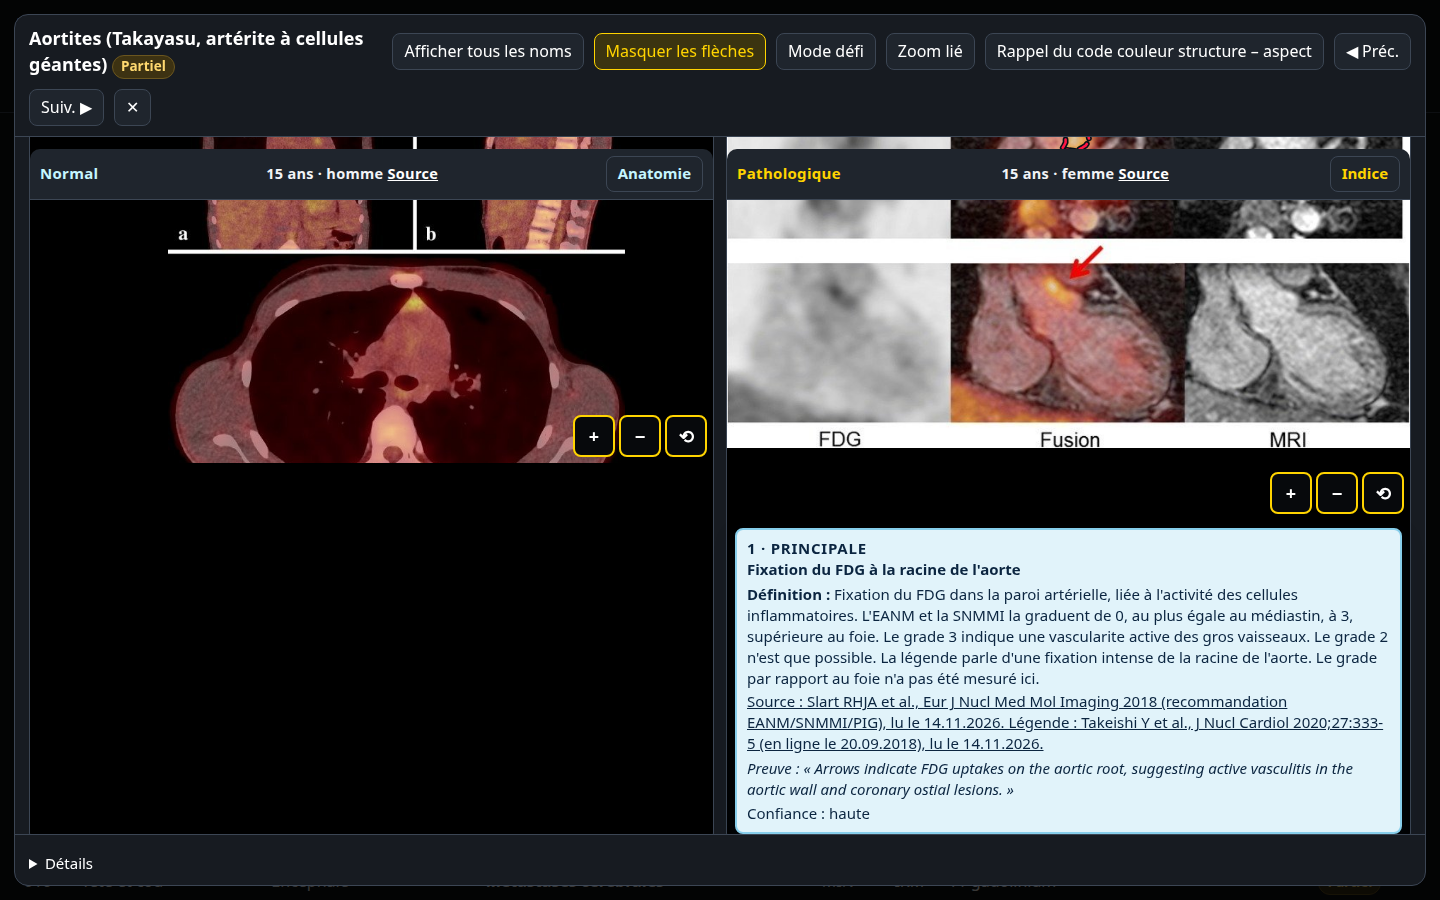 Aortites (Takayasu, artérite à cellules
géantes) Partiel
Afficher tous les noms
Masquer les flèches
Mode défi
Zoom lié
Rappel du code couleur structure – aspect
◀ Préc.
Suiv. ▶
✕
Normal
15 ans · homme Source
Anatomie
a
b
+
−
⟲
Pathologique
15 ans · femme Source
Indice
FDG
Fusion
MRI
+
−
⟲
1 · PRINCIPALE
Fixation du FDG à la racine de l'aorte
Définition : Fixation du FDG dans la paroi artérielle, liée à l'activité des cellules
inflammatoires. L'EANM et la SNMMI la graduent de 0, au plus égale au médiastin, à 3,
supérieure au foie. Le grade 3 indique une vascularite active des gros vaisseaux. Le grade 2
n'est que possible. La légende parle d'une fixation intense de la racine de l'aorte. Le grade
par rapport au foie n'a pas été mesuré ici.
Source : Slart RHJA et al., Eur J Nucl Med Mol Imaging 2018 (recommandation
EANM/SNMMI/PIG), lu le 14.11.2026. Légende : Takeishi Y et al., J Nucl Cardiol 2020;27:333-
5 (en ligne le 20.09.2018), lu le 14.11.2026.
Preuve : « Arrows indicate FDG uptakes on the aortic root, suggesting active vasculitis in the
aortic wall and coronary ostial lesions. »
Confiance : haute
▶ Détails